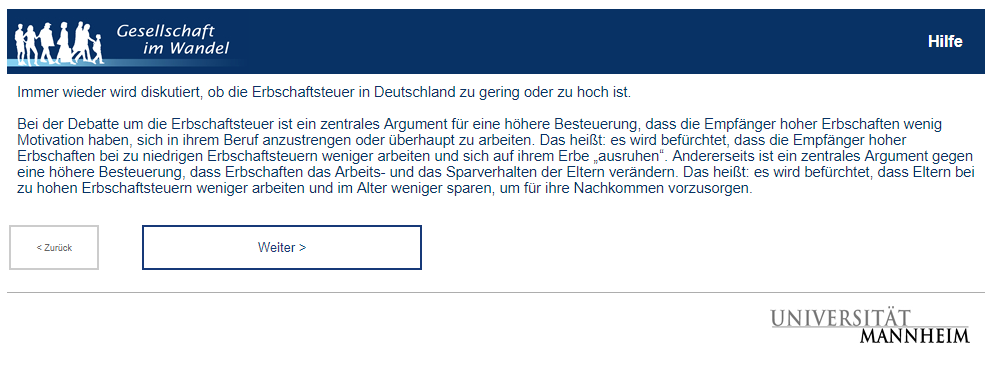 Gesellschaft
im Wandel
Hilfe
Immer wieder wird diskutiert, ob die Erbschaftsteuer in Deutschland zu gering oder zu hoch ist.
Bei der Debatte um die Erbschaftsteuer ist ein zentrales Argument für eine höhere Besteuerung, dass die Empfänger hoher Erbschaften wenig
Motivation haben, sich in ihrem Beruf anzustrengen oder überhaupt zu arbeiten. Das heißt: es wird befürchtet, dass die Empfänger hoher
Erbschaften bei zu niedrigen Erbschaftsteuern weniger arbeiten und sich auf ihrem Erbe „ausruhen“. Andererseits ist ein zentrales Argument gegen
eine höhere Besteuerung, dass Erbschaften das Arbeits- und das Sparverhalten der Eltern verändern. Das heißt: es wird befürchtet, dass Eltern bei
zu hohen Erbschaftsteuern weniger arbeiten und im Alter weniger sparen, um für ihre Nachkommen vorzusorgen.
< Zurück
Weiter >
UNIVERSITÄT
MANNHEIM